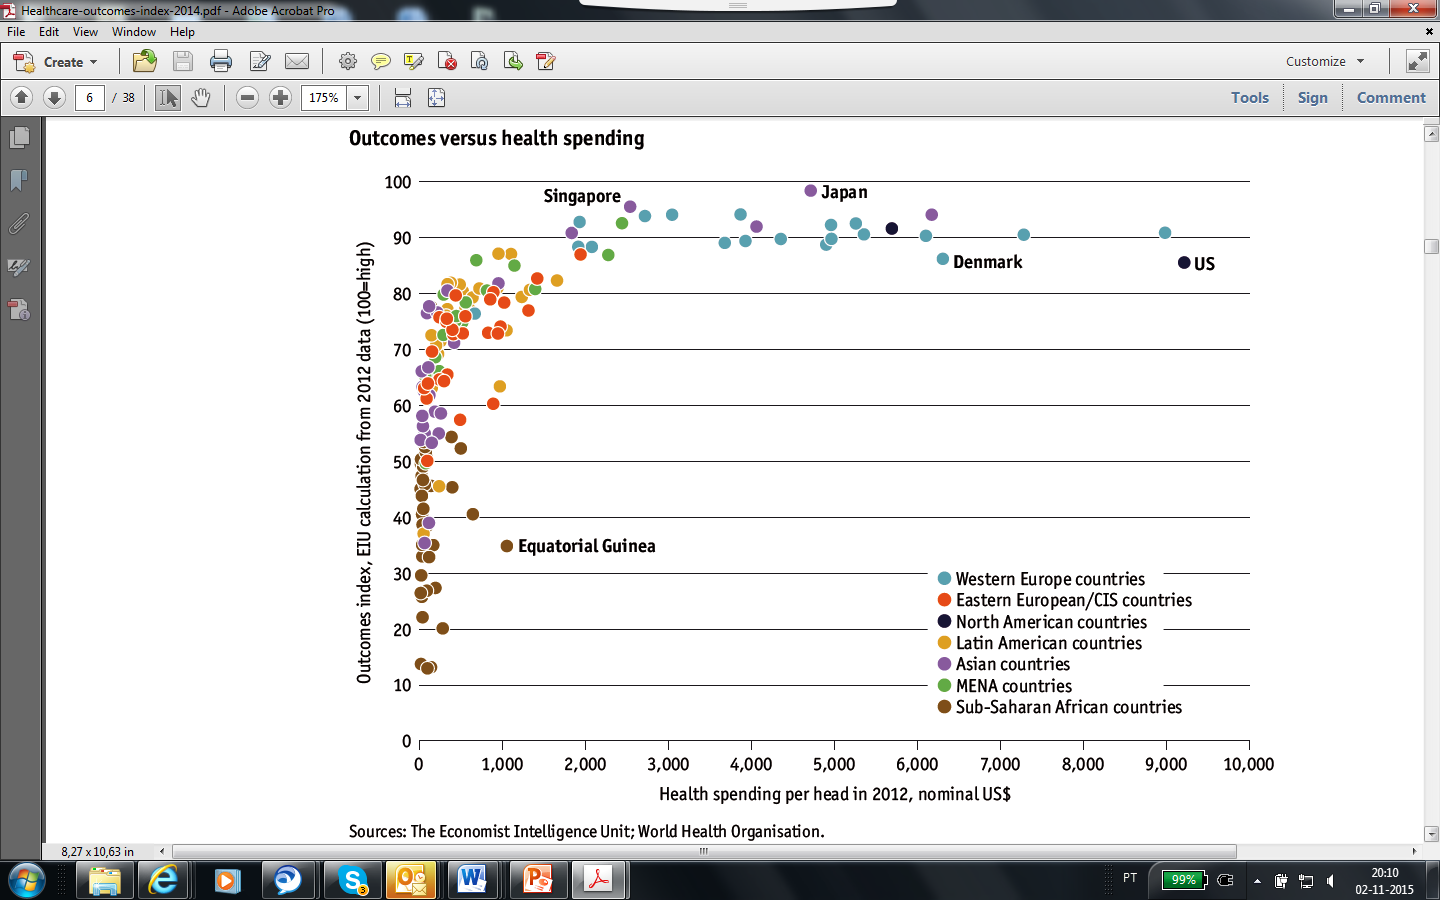 Healthcare-outcomes-index-2014.pdf - Adobe Acrobat Pro
File Edit View Window Help
Create
Customize
6 / 38
175%
Tools Sign Comment
Outcomes versus health spending
Outcomes index, EIU calculation from 2012 data (100=high)
100
90
80
70
60
50
40
30
20
10
0
Singapore
Japan
Denmark
US
Equatorial Guinea
Western Europe countries
Eastern European/CIS countries
North American countries
Latin American countries
Asian countries
MENA countries
Sub-Saharan African countries
0 1,000 2,000 3,000 4,000 5,000 6,000 7,000 8,000 9,000 10,000
Health spending per head in 2012, nominal US$
Sources: The Economist Intelligence Unit; World Health Organisation.
8,27 x 10,63 in
PT
99%
20:10
02-11-2015